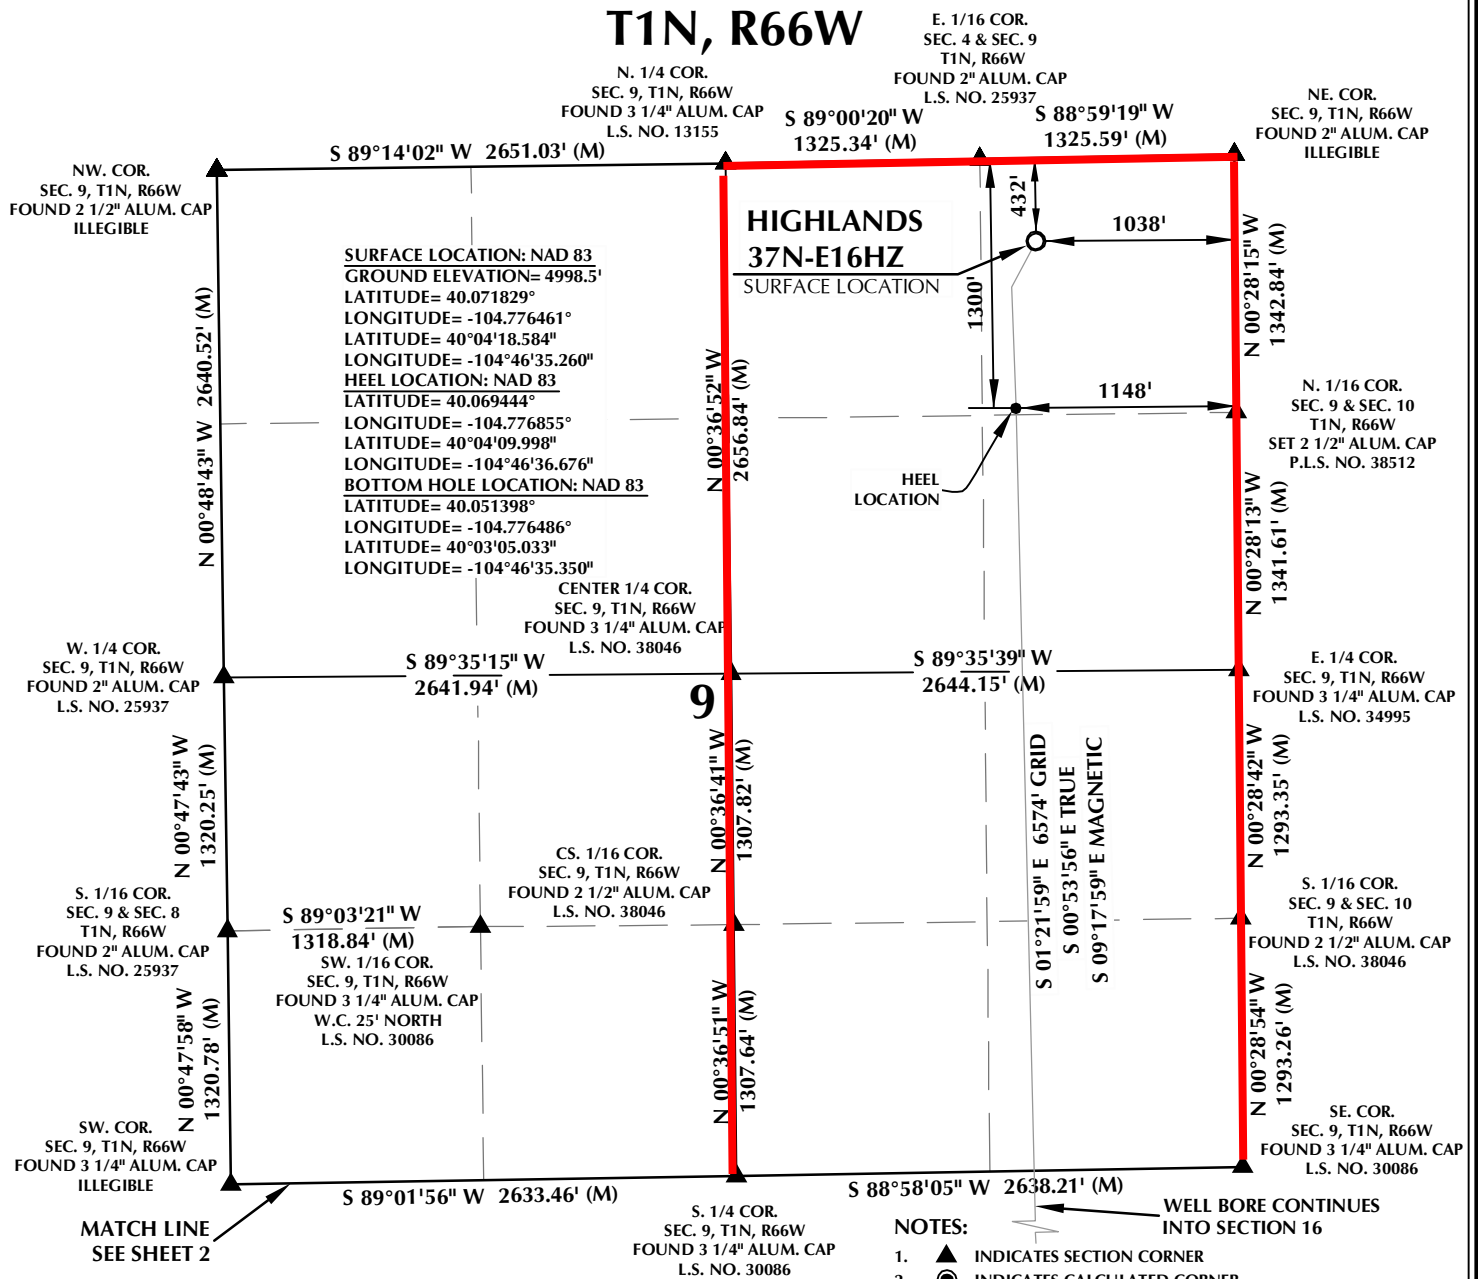 T1N, R66W
E. 1/16 COR.
SEC. 4 & SEC. 9
T1N, R66W
FOUND 2" ALUM. CAP
L.S. NO. 25937
N. 1/4 COR.
SEC. 9, T1N, R66W
FOUND 3 1/4" ALUM. CAP
L.S. NO. 13155
NE. COR.
SEC. 9, T1N, R66W
FOUND 2" ALUM. CAP
ILLEGIBLE
S 89°00'20" W
1325.34' (M)
S 88°59'19" W
1325.59' (M)
S 89°14'02" W 2651.03' (M)
NW. COR.
SEC. 9, T1N, R66W
FOUND 2 1/2" ALUM. CAP
ILLEGIBLE
432'
HIGHLANDS
37N-E16HZ
SURFACE LOCATION
1038'
1300'
N 00°28'15" W
1342.84' (M)
SURFACE LOCATION: NAD 83
GROUND ELEVATION= 4998.5'
LATITUDE= 40.071829°
LONGITUDE= -104.776461°
LATITUDE= 40°04'18.584"
LONGITUDE= -104°46'35.260"
HEEL LOCATION: NAD 83
LATITUDE= 40.069444°
LONGITUDE= -104.776855°
LATITUDE= 40°04'09.998"
LONGITUDE= -104°46'36.676"
BOTTOM HOLE LOCATION: NAD 83
LATITUDE= 40.051398°
LONGITUDE= -104.776486°
LATITUDE= 40°03'05.033"
LONGITUDE= -104°46'35.350"
N 00°48'43" W 2640.52' (M)
N 00°36'52" W
2656.84' (M)
1148'
HEEL
LOCATION
N. 1/16 COR.
SEC. 9 & SEC. 10
T1N, R66W
SET 2 1/2" ALUM. CAP
P.L.S. NO. 38512
N 00°28'13" W
1341.61' (M)
CENTER 1/4 COR.
SEC. 9, T1N, R66W
FOUND 3 1/4" ALUM. CAP
L.S. NO. 38046
W. 1/4 COR.
SEC. 9, T1N, R66W
FOUND 2" ALUM. CAP
L.S. NO. 25937
S 89°35'15" W
2641.94' (M)
S 89°35'39" W
2644.15' (M)
E. 1/4 COR.
SEC. 9, T1N, R66W
FOUND 3 1/4" ALUM. CAP
L.S. NO. 34995
9
N 00°47'43" W
1320.25' (M)
N 00°36'41" W
1307.82' (M)
S 01°21'59" E 6574' GRID
S 00°53'56" E TRUE
S 09°17'59" E MAGNETIC
N 00°28'42" W
1293.35' (M)
CS. 1/16 COR.
SEC. 9, T1N, R66W
FOUND 2 1/2" ALUM. CAP
L.S. NO. 38046
S. 1/16 COR.
SEC. 9 & SEC. 8
T1N, R66W
FOUND 2" ALUM. CAP
L.S. NO. 25937
S 89°03'21" W
1318.84' (M)
SW. 1/16 COR.
SEC. 9, T1N, R66W
FOUND 3 1/4" ALUM. CAP
W.C. 25' NORTH
L.S. NO. 30086
S. 1/16 COR.
SEC. 9 & SEC. 10
T1N, R66W
FOUND 2 1/2" ALUM. CAP
L.S. NO. 38046
N 00°47'58" W
1320.78' (M)
N 00°36'51" W
1307.64' (M)
N 00°28'54" W
1293.26' (M)
SW. COR.
SEC. 9, T1N, R66W
FOUND 3 1/4" ALUM. CAP
ILLEGIBLE
SE. COR.
SEC. 9, T1N, R66W
FOUND 3 1/4" ALUM. CAP
L.S. NO. 30086
S 89°01'56" W 2633.46' (M)
S 88°58'05" W 2638.21' (M)
MATCH LINE
SEE SHEET 2
S. 1/4 COR.
SEC. 9, T1N, R66W
FOUND 3 1/4" ALUM. CAP
L.S. NO. 30086
WELL BORE CONTINUES
INTO SECTION 16
NOTES:
1. INDICATES SECTION CORNER
2. INDICATES CALCULATED CORNER